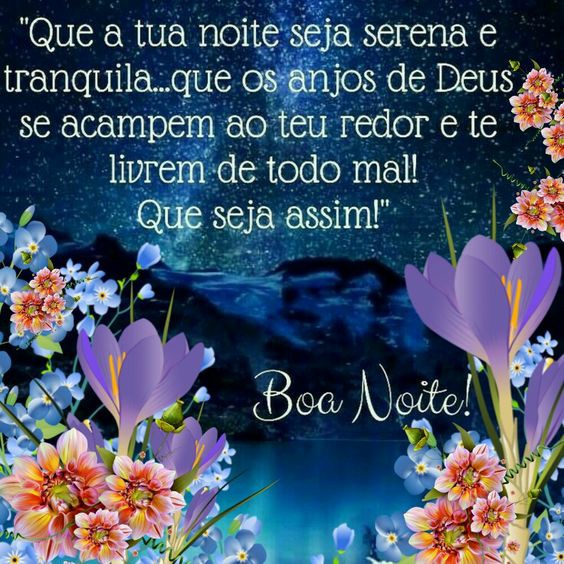 "Que a tua noite seja serena e
tranquila...que os anjos de Deus
se acampem ao teu redor e te
livrem de todo mal!
Que seja assim!"
Boa Noite!